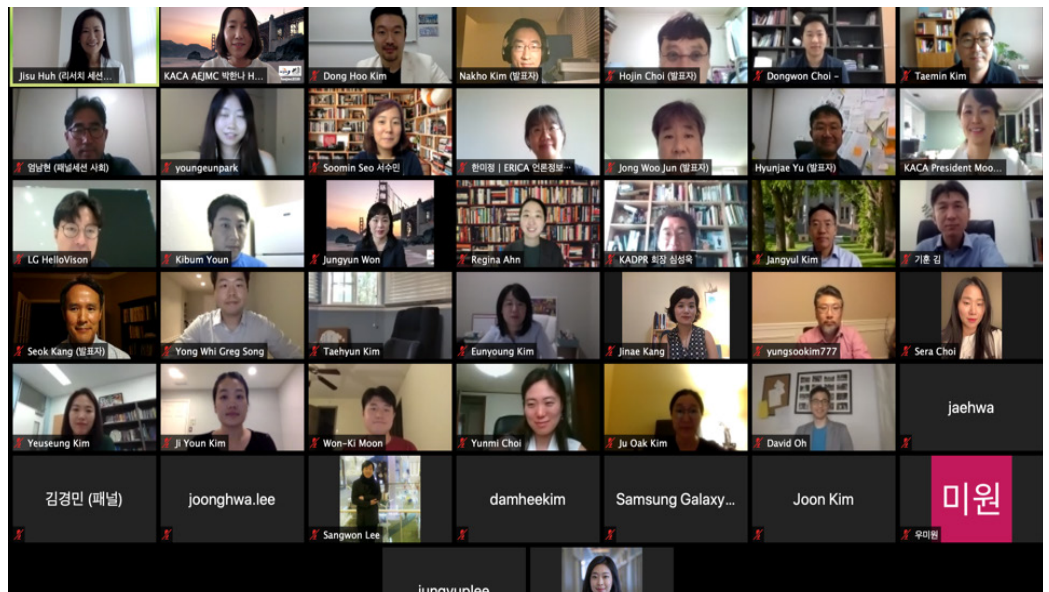 Jisu Huh (리서치 세션...
KACA AEJMC 박한나 H...
Dong Hoo Kim
Nakho Kim (발표자)
Hojin Choi (발표자)
Dongwon Choi -
Taemin Kim
엄남현 (패널세션 사회)
youngeunpark
Soomin Seo 서수민
한미정 | ERICA 언론정보...
Jong Woo Jun (발표자)
Hyunjae Yu (발표자)
KACA President Moo...
LG HelloVison
Kibum Youn
Jungyun Won
Regina Ahn
KADPR 회장 심성욱
Jangyul Kim
기훈 김
Seok Kang (발표자)
Yong Whi Greg Song
Taehyun Kim
Eunyoung Kim
Jinae Kang
yungsookim777
Sera Choi
Yeuseung Kim
Ji Youn Kim
Won-Ki Moon
Yunmi Choi
Ju Oak Kim
David Oh
jaehwa
김경민 (패널)
joonghwa.lee
Sangwon Lee
damheekim
Samsung Galaxy...
Joon Kim
미원
우미원
jungyuplee